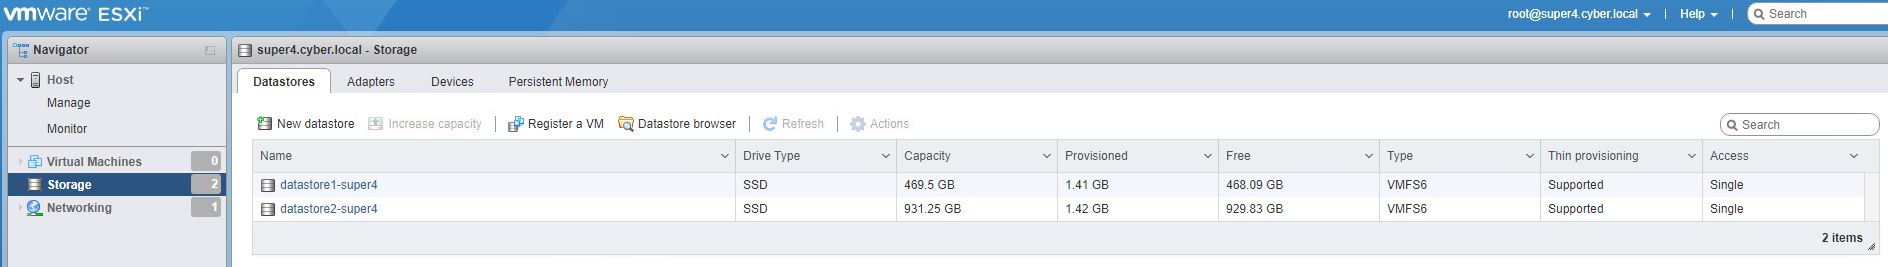 vmware ESXi™
root@super4.cyber.local | Help | Search
Navigator
Host
Manage
Monitor
Virtual Machines 0
Storage 2
Networking 1
super4.cyber.local - Storage
Datastores Adapters Devices Persistent Memory
New datastore Increase capacity | Register a VM Datastore browser | Refresh | Actions
Search
Name Drive Type Capacity Provisioned Free Type Thin provisioning Access
datastore1-super4 SSD 469.5 GB 1.41 GB 468.09 GB VMFS6 Supported Single
datastore2-super4 SSD 931.25 GB 1.42 GB 929.83 GB VMFS6 Supported Single
2 items